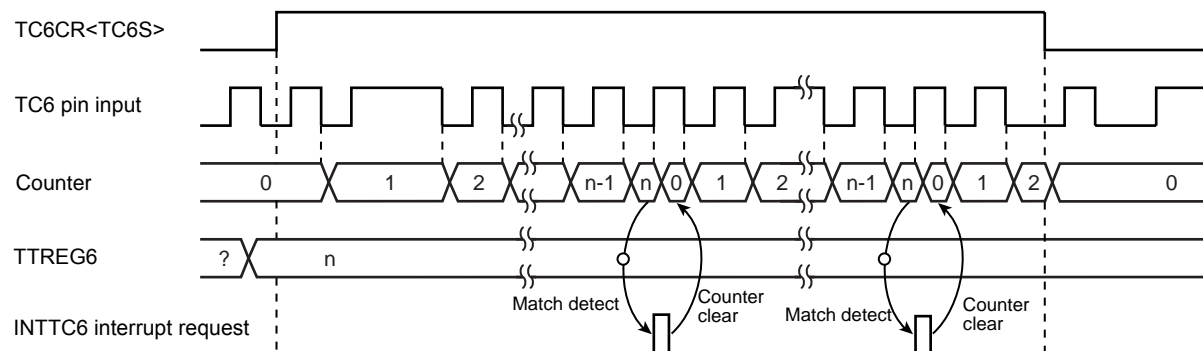 TC6CR<TC6S>
TC6 pin input
Counter 0 1 2 n-1 n 0 1 2 n-1 n 0 1 2 0
TTREG6 ? n
Match detect Counter clear Match detect Counter clear
INTTC6 interrupt request